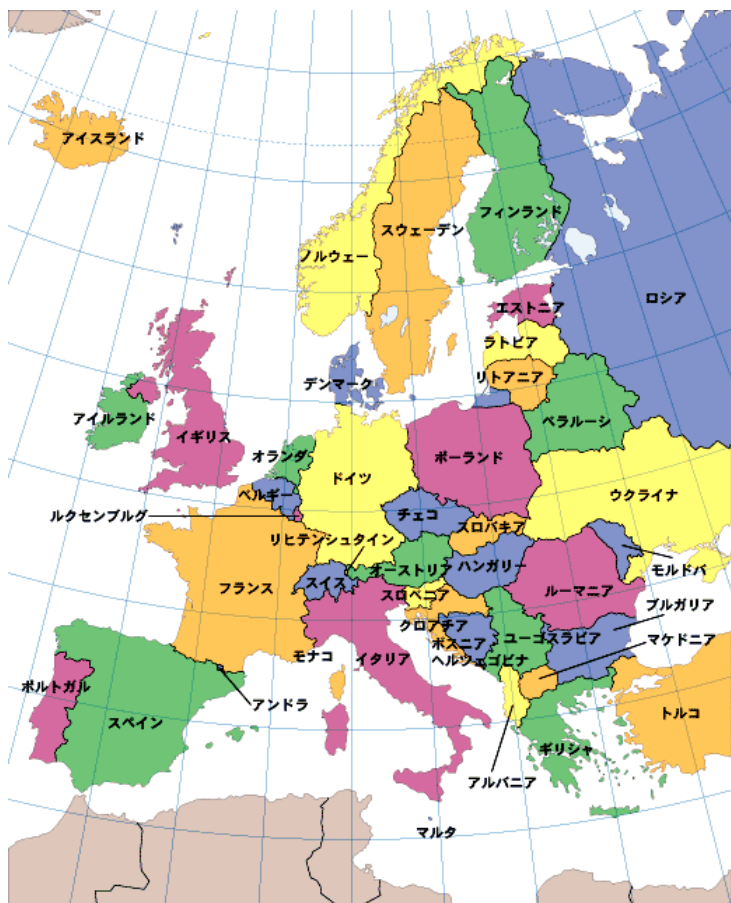 アイスランド
フィンランド
スウェーデン
ノルウェー
ロシア
エストニア
ラトビア
リトアニア
デンマーク
アイルランド
ベラルーシ
イギリス
オランダ
ポーランド
ドイツ
ベルギー
ウクライナ
ルクセンブルグ
チェコ
スロバキア
リヒテンシュタイン
オーストリア
ハンガリー
モルドバ
スイス
フランス
スロベニア
ルーマニア
ブルガリア
クロアチア
ユーゴスラビア
マケドニア
ボスニア
ヘルツェゴビナ
モナコ
イタリア
ポルトガル
アンドラ
スペイン
トルコ
ギリシャ
アルバニア
マルタ